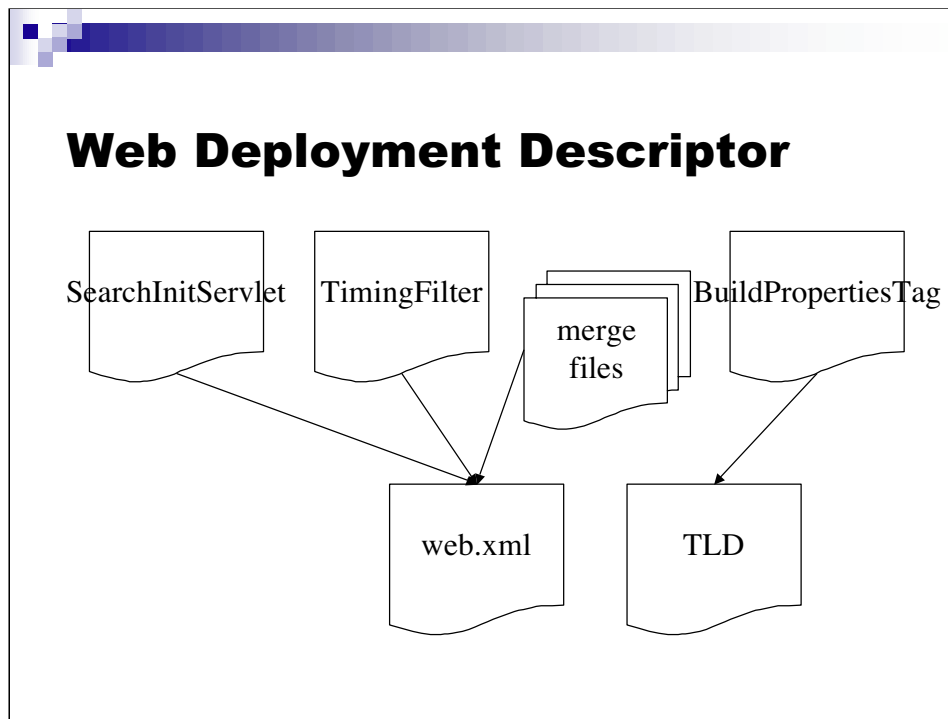 Web Deployment Descriptor
SearchInitServlet
TimingFilter
merge
files
BuildPropertiesTag
web.xml
TLD